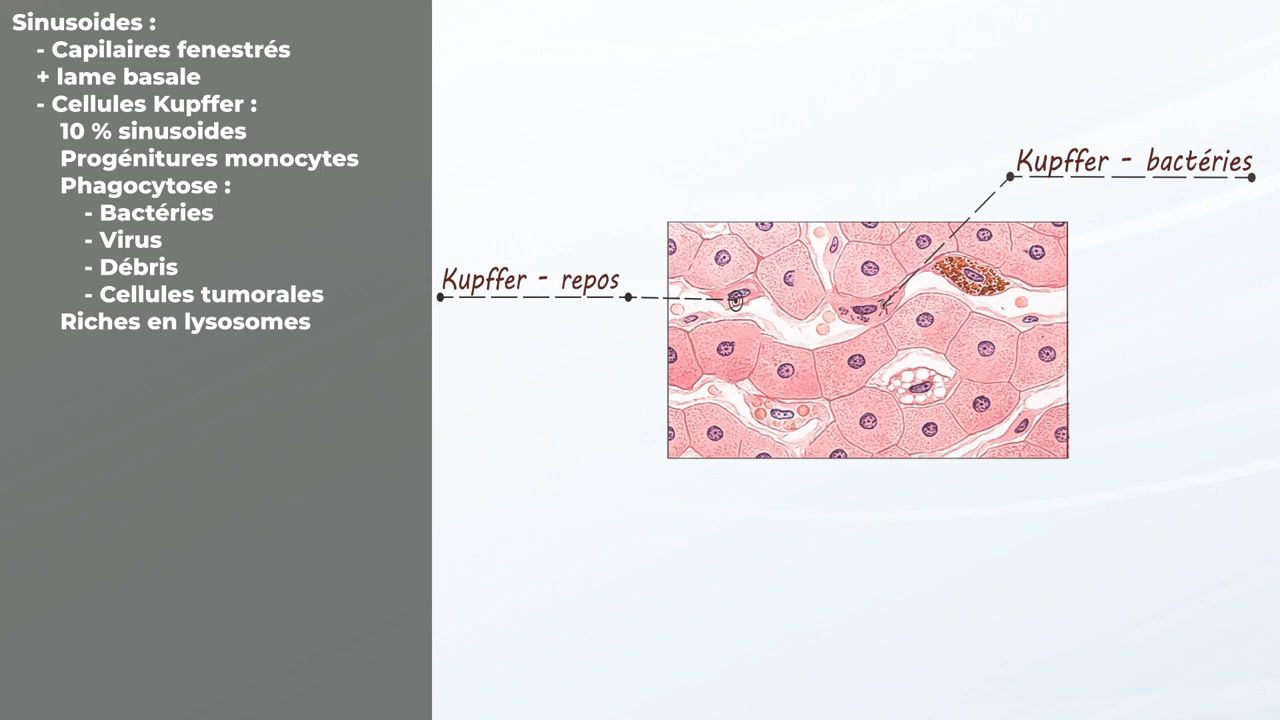 Sinusoides :
- Capilaires fenestrés
+ lame basale
- Cellules Kupffer :
10 % sinusoides
Progénitures monocytes
Phagocytose :
- Bactéries
- Virus
- Débris
- Cellules tumorales
Riches en lysosomes
Kupffer - bactéries
Kupffer - repos